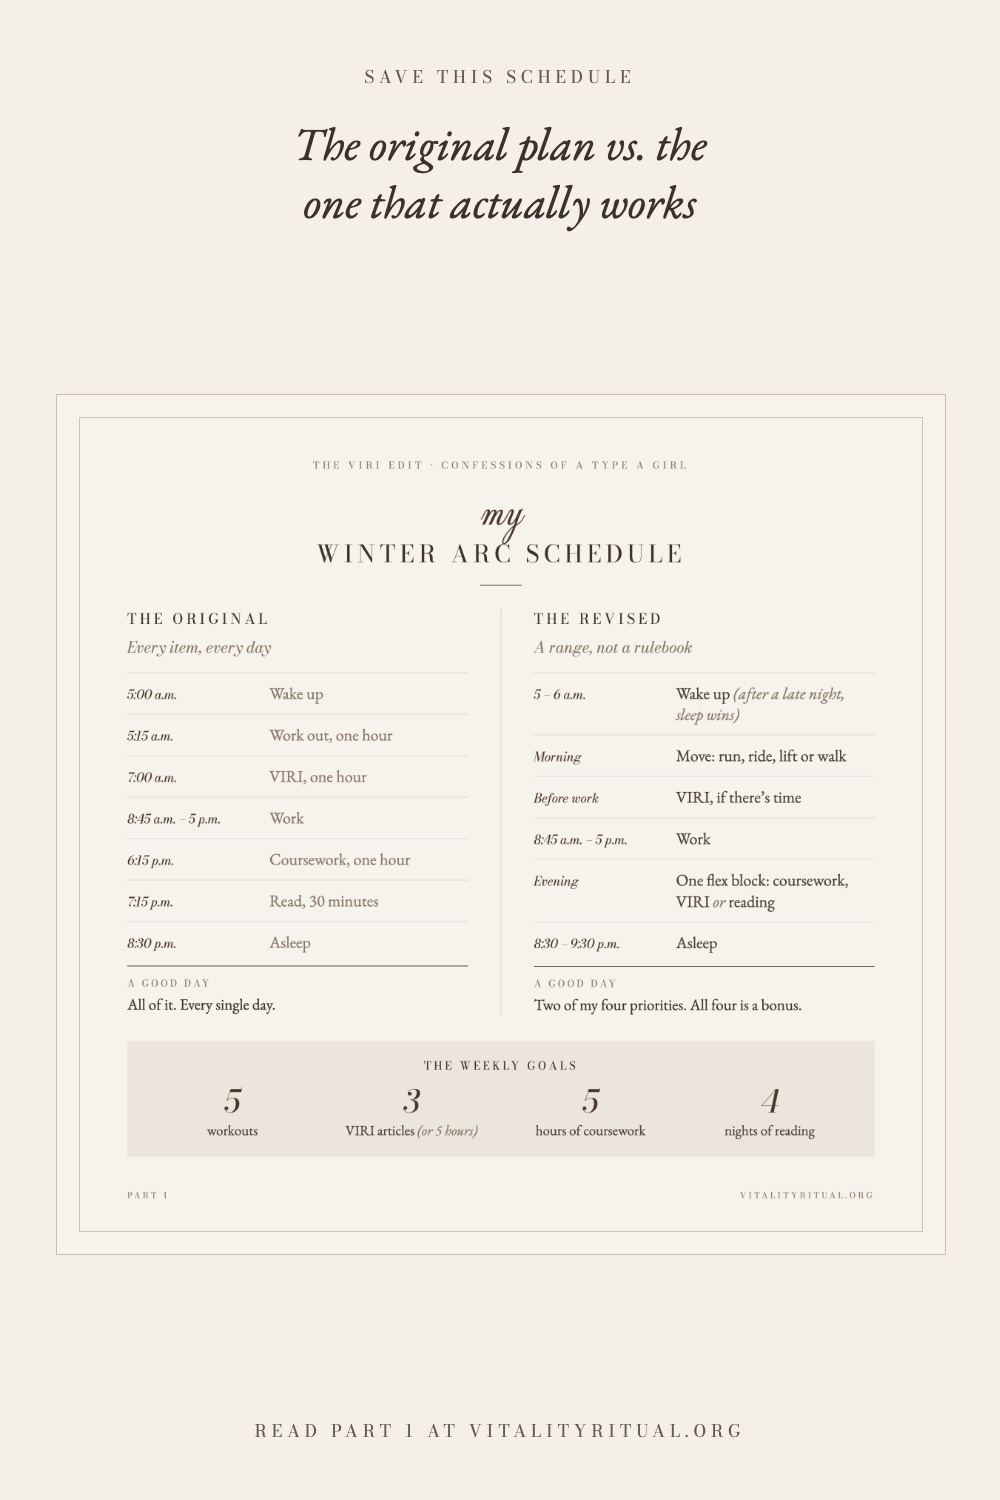 SAVE THIS SCHEDULE
The original plan vs. the
one that actually works
THE VIRI EDIT · CONFESSIONS OF A TYPE A GIRL
my
WINTER ARC SCHEDULE
THE ORIGINAL
Every item, every day
5:00 a.m. Wake up
5:15 a.m. Work out, one hour
7:00 a.m. VIRI, one hour
8:45 a.m. – 5 p.m. Work
6:15 p.m. Coursework, one hour
7:15 p.m. Read, 30 minutes
8:30 p.m. Asleep
A GOOD DAY
All of it. Every single day.
THE REVISED
A range, not a rulebook
5 – 6 a.m. Wake up (after a late night,
sleep wins)
Morning Move: run, ride, lift or walk
Before work VIRI, if there’s time
8:45 a.m. – 5 p.m. Work
Evening One flex block: coursework,
VIRI or reading
8:30 – 9:30 p.m. Asleep
A GOOD DAY
Two of my four priorities. All four is a bonus.
THE WEEKLY GOALS
5 3 5 4
workouts VIRI articles (or 5 hours) hours of coursework nights of reading
PART 1 VITALITYRITUAL.ORG
READ PART 1 AT VITALITYRITUAL.ORG